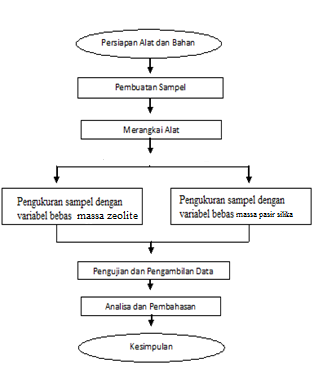 Persiapan Alat dan Bahan
Pembuatan Sampel
Merangkai Alat
Pengukuran sampel dengan
variabel bebas massa zeolite
Pengukuran sampel dengan
variabel bebas massa pasir silika
Pengujian dan Pengambilan Data
Analisa dan Pembahasan
Kesimpulan